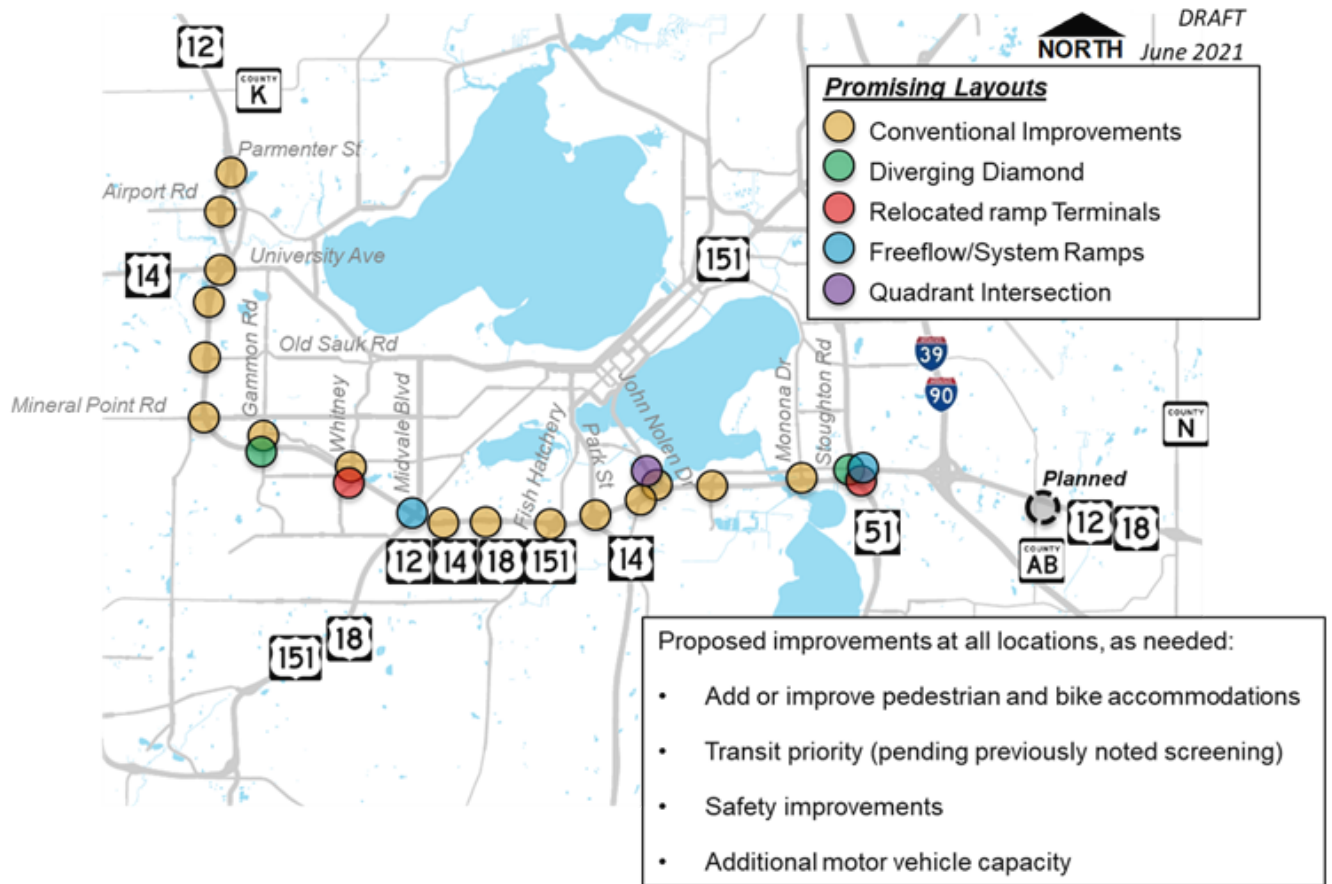 DRAFT
NORTH
June 2021
Promising Layouts
Conventional Improvements
Diverging Diamond
Relocated ramp Terminals
Freeflow/System Ramps
Quadrant Intersection
12
COUNTY
K
Parmenter St
Airport Rd
University Ave
14
151
Gammon Rd
Old Sauk Rd
Mineral Point Rd
Whitney
Midvale Blvd
Fish Hatchery
Park St
John Nolen Dr
Monona Dr
Stoughton Rd
39
90
COUNTY
N
Planned
12
18
COUNTY
AB
51
12
14
18
151
14
18
151
Proposed improvements at all locations, as needed:
• Add or improve pedestrian and bike accommodations
• Transit priority (pending previously noted screening)
• Safety improvements
• Additional motor vehicle capacity